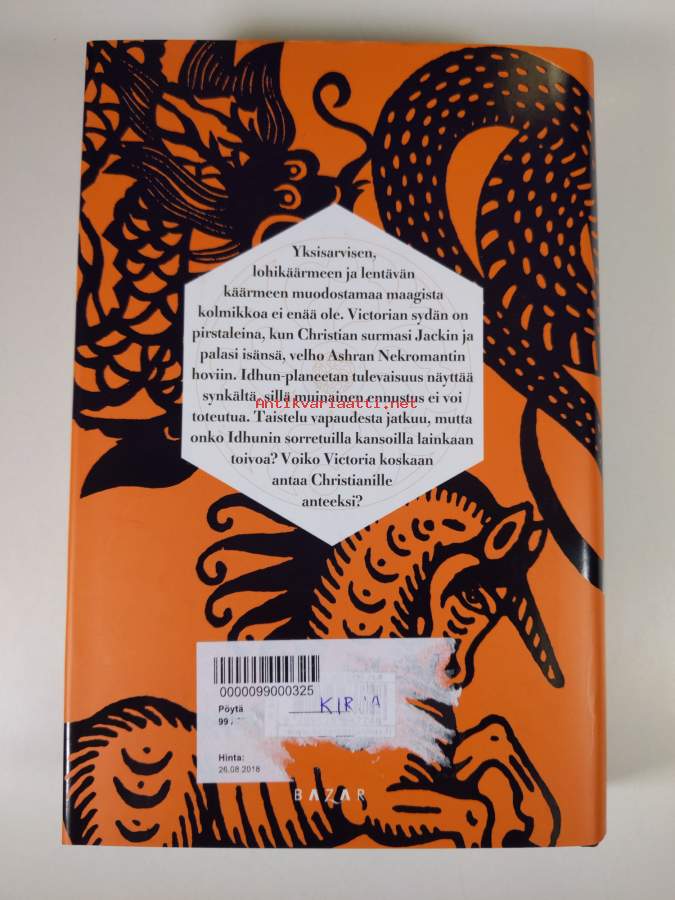 Yksisarvisen,
lohikäärmeen ja lentävän
käärmeen muodostamaa maagista
kolmikkoa ei enää ole. Victorian sydän on
pirstaleina, kun Christian surmasi Jackin ja
palasi isänsä, velho Ashran Nekromantin
hoviin. Idhun-planeetan tulevaisuus näyttää
synkältä, sillä muinainen ennustus ei voi
Antikvariaatti.net
toteutua. Taistelu vapaudesta jatkuu, mutta
onko Idhunin sorretuilla kansoilla lainkaan
toivoa? Voiko Victoria koskaan
antaa Christianille
anteeksi?
0000099000325
Pöytä
KIRJA
99
Hinta:
26.08.2018
BAZAR